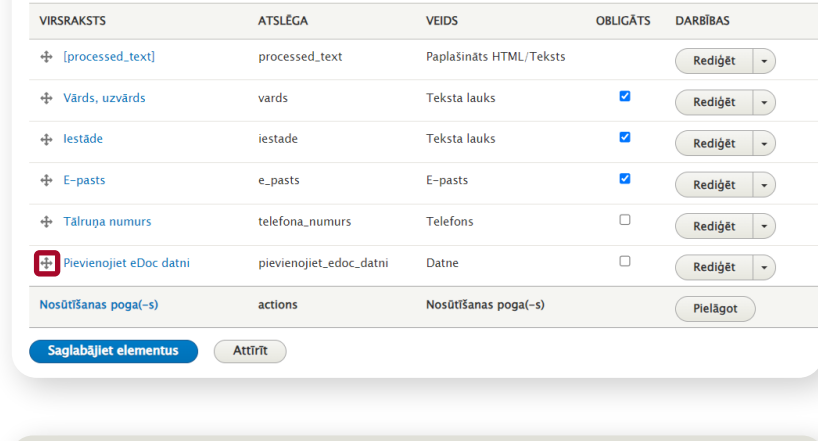 VIRSRAKSTS ATSLĒGA VEIDS OBLIGĀTS DARBĪBAS
[processed_text] processed_text Paplašināts HTML/Teksts Rediģēt
Vārds, uzvārds vards Teksta lauks Rediģēt
Iestāde iestade Teksta lauks Rediģēt
E-pasts e_pasts E-pasts Rediģēt
Tālruņa numurs telefona_numurs Telefons Rediģēt
Pievienojiet eDoc datni pievienojiet_edoc_datni Datne Rediģēt
Nosūtīšanas poga(-s) actions Nosūtīšanas poga(-s) Pielāgot
Saglabājiet elementus Attīrīt